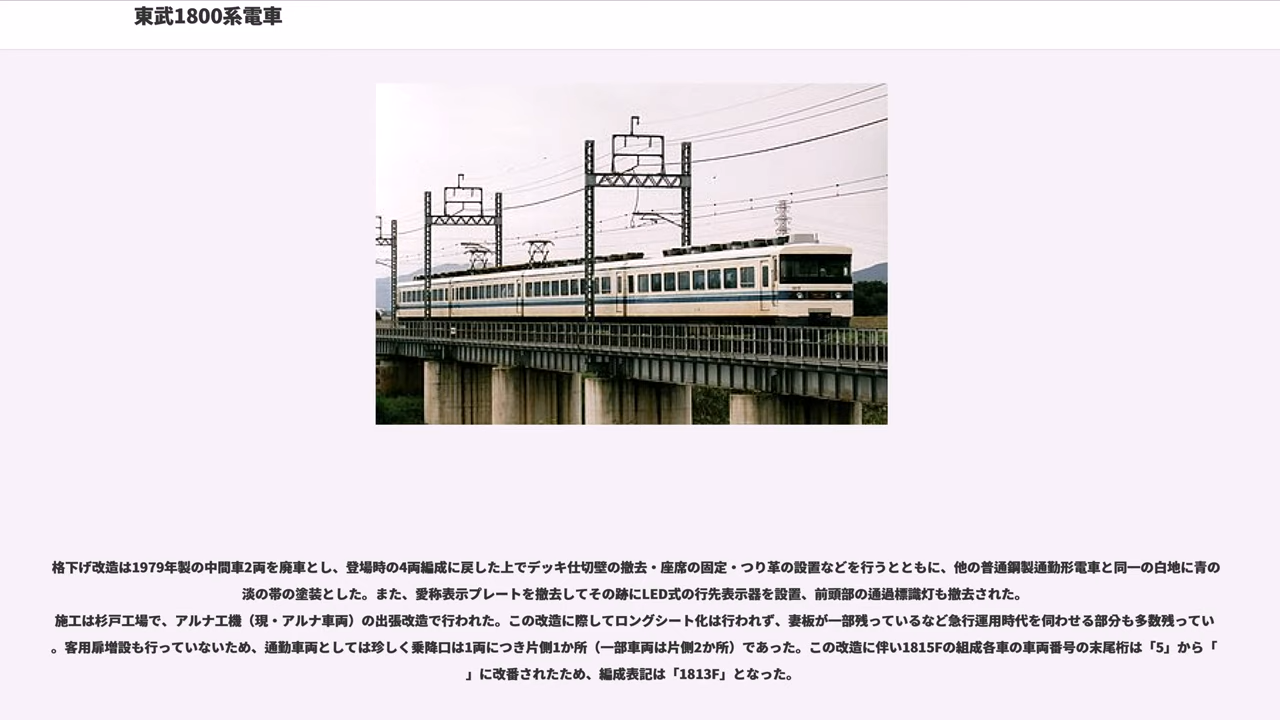 東武1800系電車
格下げ改造は1979年製の中間車2両を廃車とし、登場時の4両編成に戻した上でデッキ仕切壁の撤去・座席の固定・つり革の設置などを行うとともに、他の普通鋼製通勤形電車と同一の白地に青の
淡の帯の塗装とした。また、愛称表示プレートを撤去してその跡にLED式の行先表示器を設置、前頭部の通過標識灯も撤去された。
施工は杉戸工場で、アルナ工機（現・アルナ車両）の出張改造で行われた。この改造に際してロングシート化は行われず、妻板が一部残っているなど急行運用時代を伺わせる部分も多数残ってい
。客用扉増設も行っていないため、通勤車両としては珍しく乗降口は1両につき片側1か所（一部車両は片側2か所）であった。この改造に伴い1815Fの組成各車の車両番号の末尾桁は「5」から「
」に改番されたため、編成表記は「1813F」となった。